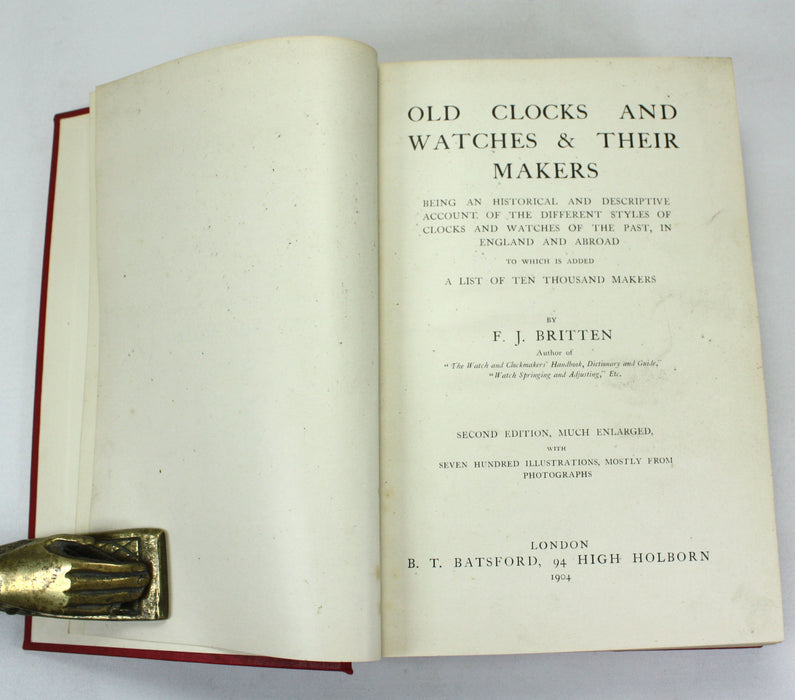 OLD CLOCKS AND
WATCHES & THEIR
MAKERS
BEING AN HISTORICAL AND DESCRIPTIVE
ACCOUNT OF THE DIFFERENT STYLES OF
CLOCKS AND WATCHES OF THE PAST, IN
ENGLAND AND ABROAD
TO WHICH IS ADDED
A LIST OF TEN THOUSAND MAKERS
BY
F. J. BRITTEN
Author of
"The Watch and Clockmakers' Handbook, Dictionary and Guide,"
"Watch Springing and Adjusting," Etc.
SECOND EDITION, MUCH ENLARGED,
WITH
SEVEN HUNDRED ILLUSTRATIONS, MOSTLY FROM
PHOTOGRAPHS
LONDON
B. T. BATSFORD, 94 HIGH HOLBORN
1904